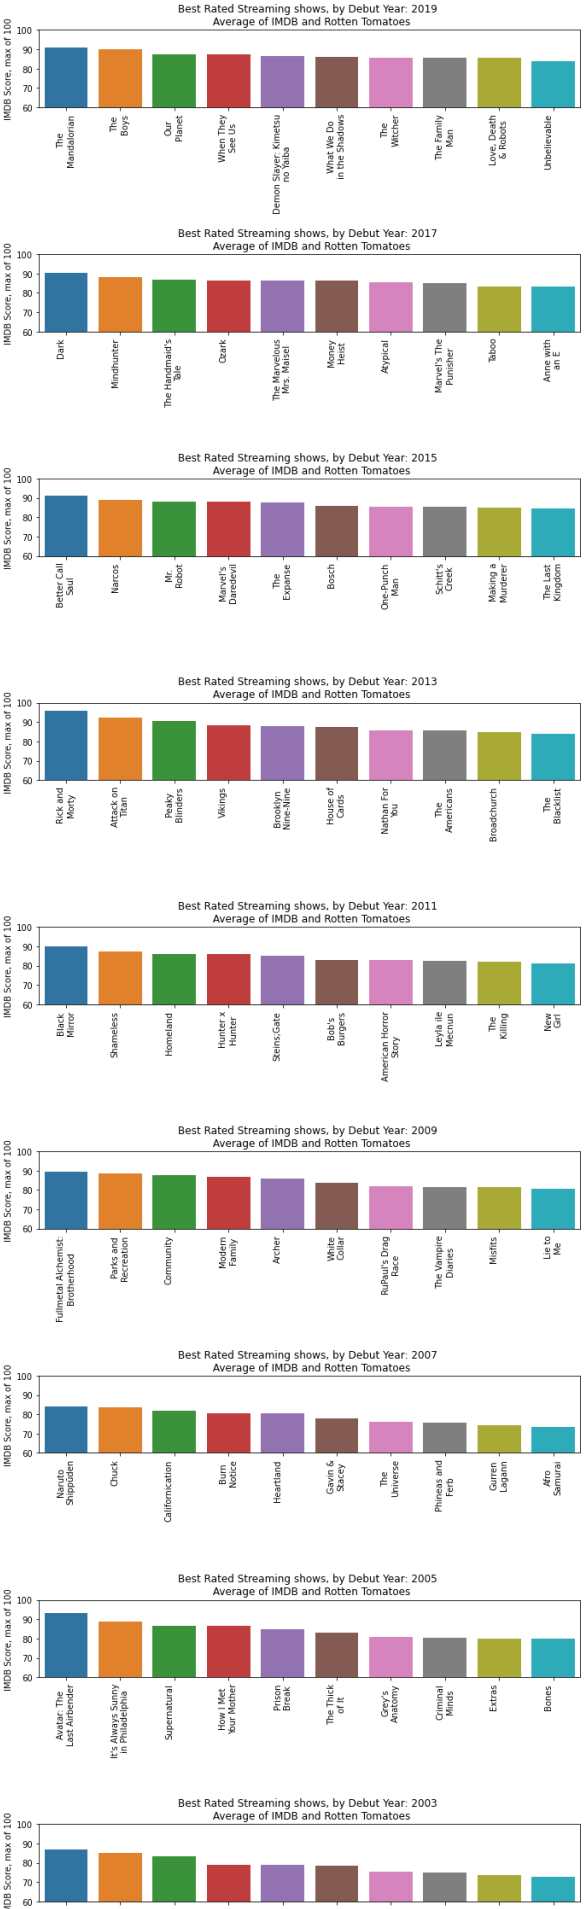 Best Rated Streaming shows, by Debut Year: 2019
Average of IMDB and Rotten Tomatoes
IMDB Score, max of 100
100
90
80
70
60
The
Mandalorian
The
Boys
Our
Planet
When They
See Us
Demon Slayer: Kimetsu
no Yaiba
What We Do
in the Shadows
The
Witcher
The Family
Man
Love, Death
& Robots
Unbelievable
Best Rated Streaming shows, by Debut Year: 2017
Average of IMDB and Rotten Tomatoes
IMDB Score, max of 100
100
90
80
70
60
Dark
Mindhunter
The Handmaid's
Tale
Ozark
The Marvelous
Mrs. Maisel
Money
Heist
Atypical
Marvel's The
Punisher
Taboo
Anne with
an E
Best Rated Streaming shows, by Debut Year: 2015
Average of IMDB and Rotten Tomatoes
IMDB Score, max of 100
100
90
80
70
60
Better Call
Saul
Narcos
Mr.
Robot
Marvel's
Daredevil
The
Expanse
Bosch
One-Punch
Man
Schitt's
Creek
Making a
Murderer
The Last
Kingdom
Best Rated Streaming shows, by Debut Year: 2013
Average of IMDB and Rotten Tomatoes
IMDB Score, max of 100
100
90
80
70
60
Rick and
Morty
Attack on
Titan
Peaky
Blinders
Vikings
Brooklyn
Nine-Nine
House of
Cards
Nathan For
You
The
Americans
Broadchurch
The
Blacklist
Best Rated Streaming shows, by Debut Year: 2011
Average of IMDB and Rotten Tomatoes
IMDB Score, max of 100
100
90
80
70
60
Black
Mirror
Shameless
Homeland
Hunter x
Hunter
Steins;Gate
Bob's
Burgers
American Horror
Story
Leyla ile
Mecnun
The
Killing
New
Girl
Best Rated Streaming shows, by Debut Year: 2009
Average of IMDB and Rotten Tomatoes
IMDB Score, max of 100
100
90
80
70
60
Fullmetal Alchemist:
Brotherhood
Parks and
Recreation
Community
Modern
Family
Archer
White
Collar
RuPaul's Drag
Race
The Vampire
Diaries
Misfits
Lie to
Me
Best Rated Streaming shows, by Debut Year: 2007
Average of IMDB and Rotten Tomatoes
IMDB Score, max of 100
100
90
80
70
60
Naruto
Shippûden
Chuck
Californication
Burn
Notice
Heartland
Gavin &
Stacey
The
Universe
Phineas and
Ferb
Gurren
Lagann
Afro
Samurai
Best Rated Streaming shows, by Debut Year: 2005
Average of IMDB and Rotten Tomatoes
IMDB Score, max of 100
100
90
80
70
60
Avatar: The
Last Airbender
It's Always Sunny
in Philadelphia
Supernatural
How I Met
Your Mother
Prison
Break
The Thick
of It
Grey's
Anatomy
Criminal
Minds
Extras
Bones
Best Rated Streaming shows, by Debut Year: 2003
Average of IMDB and Rotten Tomatoes
IMDB Score, max of 100
100
90
80
70
60